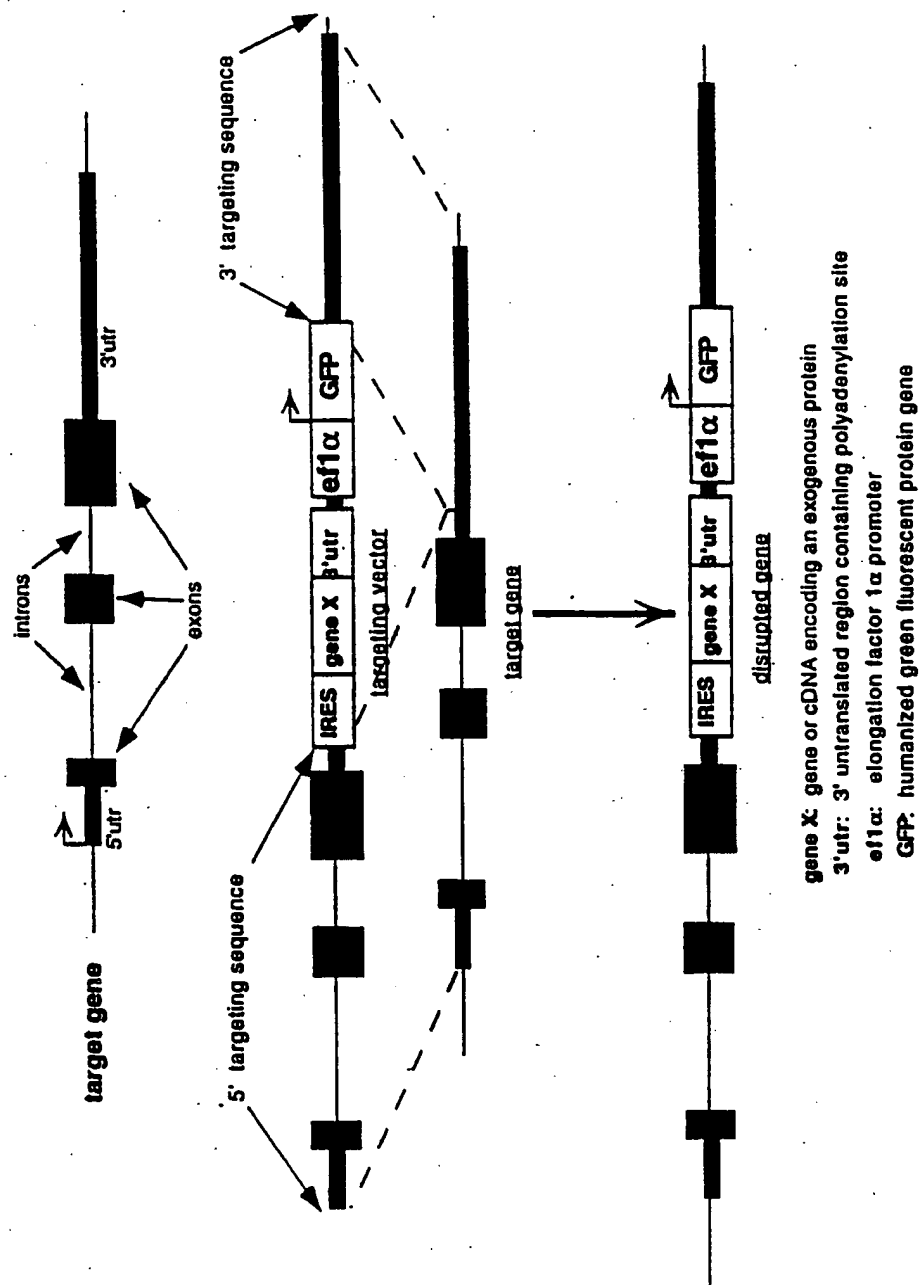 target gene
introns
5'utr
3'utr
exons
5' targeting sequence
3' targeting sequence
IRES gene X 3'utr ef1α GFP
targeting vector
target gene
IRES gene X 3'utr ef1α GFP
disrupted gene
gene X: gene or cDNA encoding an exogenous protein
3'utr: 3' untranslated region containing polyadenylation site
ef1α: elongation factor 1α promoter
GFP: humanized green fluorescent protein gene